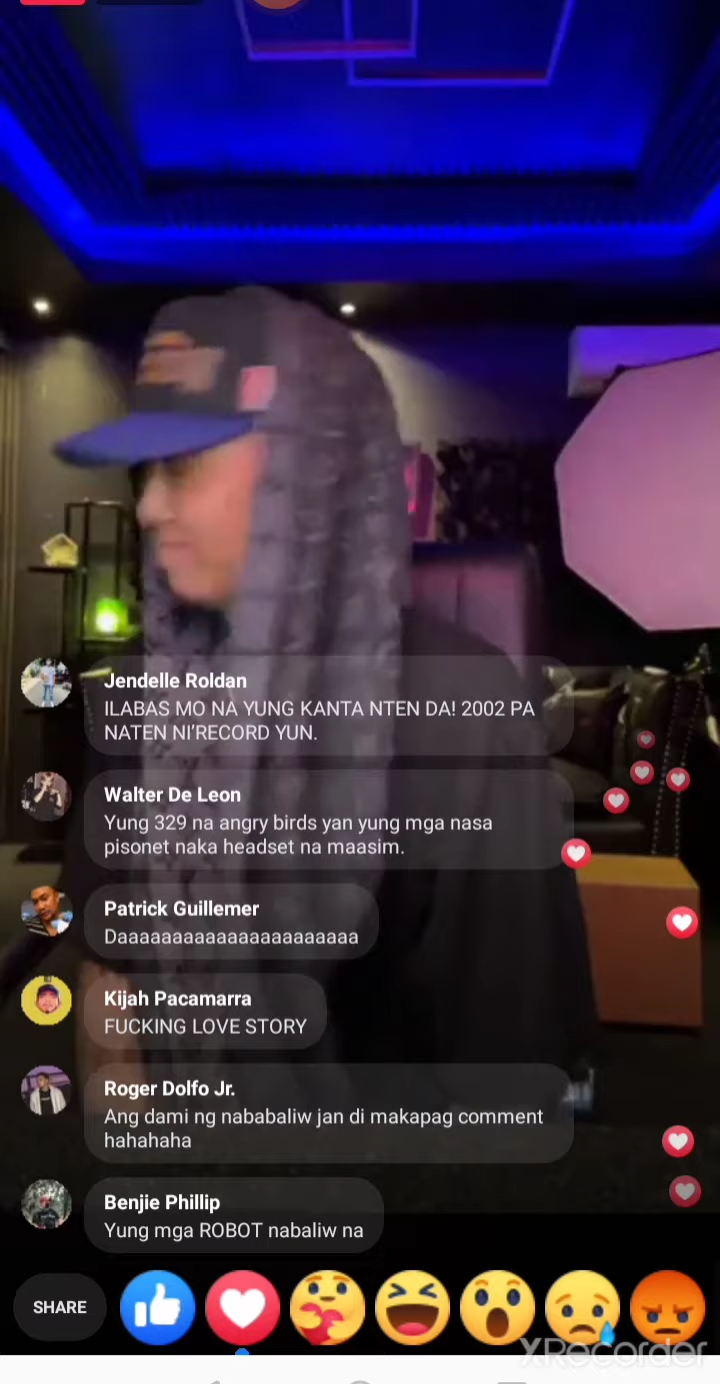 Jendelle Roldan
ILABAS MO NA YUNG KANTA NTEN DA! 2002 PA
NATEN NI'RECORD YUN.
Walter De Leon
Yung 329 na angry birds yan yung mga nasa
pisonet naka headset na maasim.
Patrick Guillemer
Daaaaaaaaaaaaaaaaaaaaaa
Kijah Pacamarra
FUCKING LOVE STORY
Roger Dolfo Jr.
Ang dami ng nababaliw jan di makapag comment
hahahaha
Benjie Phillip
Yung mga ROBOT nabaliw na
SHARE
XRecorder